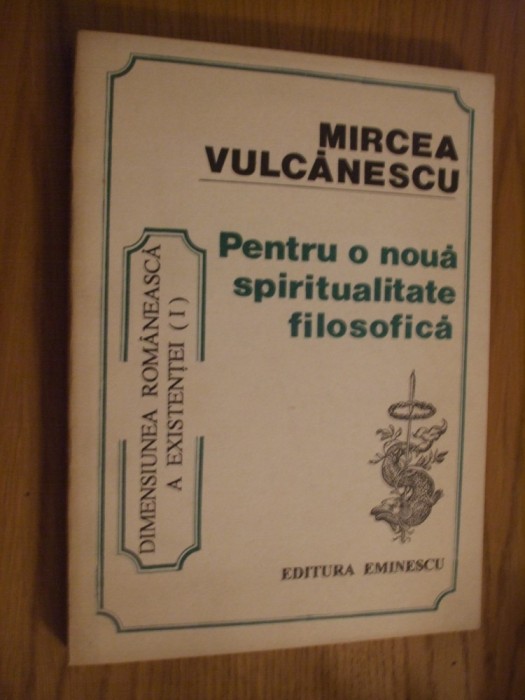 MIRCEA
VULCĂNESCU
Pentru o nouă
spiritualitate
filosofică
DIMENSIUNEA ROMÂNEASCĂ
A EXISTENȚEI (I)
EDITURA EMINESCU